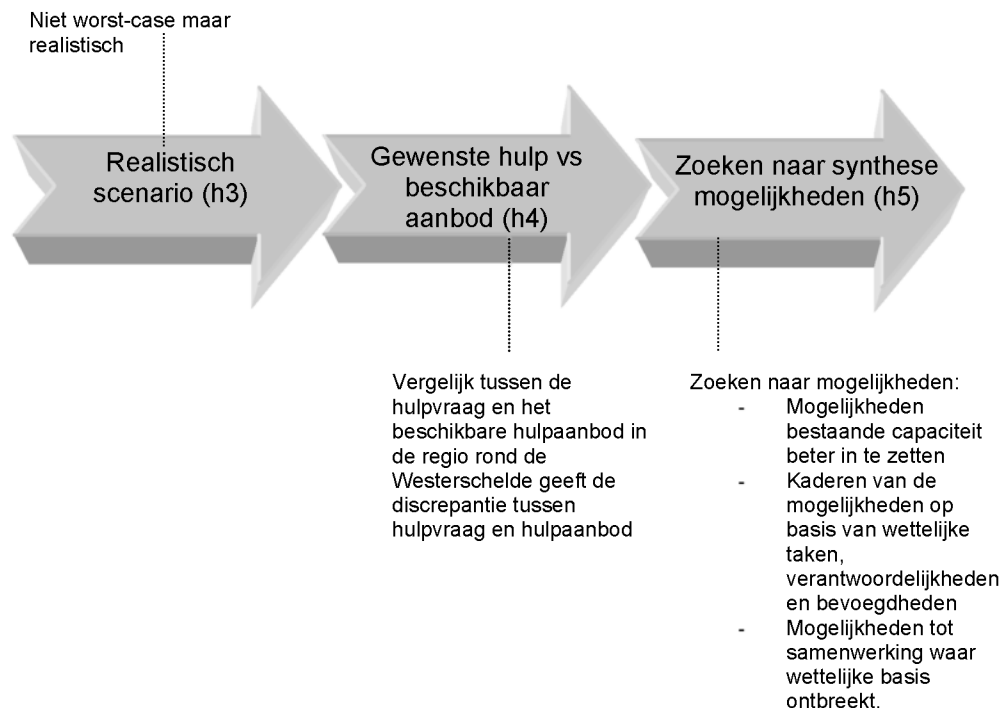 Niet worst-case maar
realistisch
Realistisch
scenario (h3)
Gewenste hulp vs
beschikbaar
aanbod (h4)
Zoeken naar synthese
mogelijkheden (h5)
Vergelijk tussen de
hulpvraag en het
beschikbare hulpaanbod in
de regio rond de
Westerschelde geeft de
discrepantie tussen
hulpvraag en hulpaanbod
Zoeken naar mogelijkheden:
- Mogelijkheden
bestaande capaciteit
beter in te zetten
- Kaderen van de
mogelijkheden op
basis van wettelijke
taken,
verantwoordelijkheden
en bevoegdheden
- Mogelijkheden tot
samenwerking waar
wettelijke basis
ontbreekt.